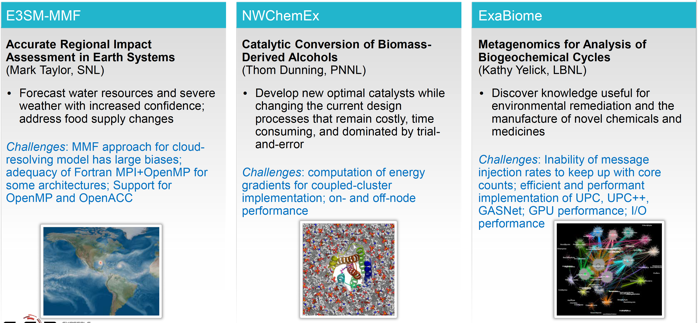 E3SM-MMF
Accurate Regional Impact
Assessment in Earth Systems
(Mark Taylor, SNL)
• Forecast water resources and severe
weather with increased confidence;
address food supply changes
Challenges: MMF approach for cloud-
resolving model has large biases;
adequacy of Fortran MPI+OpenMP for
some architectures; Support for
OpenMP and OpenACC
NWChemEx
Catalytic Conversion of Biomass-
Derived Alcohols
(Thom Dunning, PNNL)
• Develop new optimal catalysts while
changing the current design
processes that remain costly, time
consuming, and dominated by trial-
and-error
Challenges: computation of energy
gradients for coupled-cluster
implementation; on- and off-node
performance
ExaBiome
Metagenomics for Analysis of
Biogeochemical Cycles
(Kathy Yelick, LBNL)
• Discover knowledge useful for
environmental remediation and the
manufacture of novel chemicals and
medicines
Challenges: Inability of message
injection rates to keep up with core
counts; efficient and performant
implementation of UPC, UPC++,
GASNet; GPU performance; I/O
performance